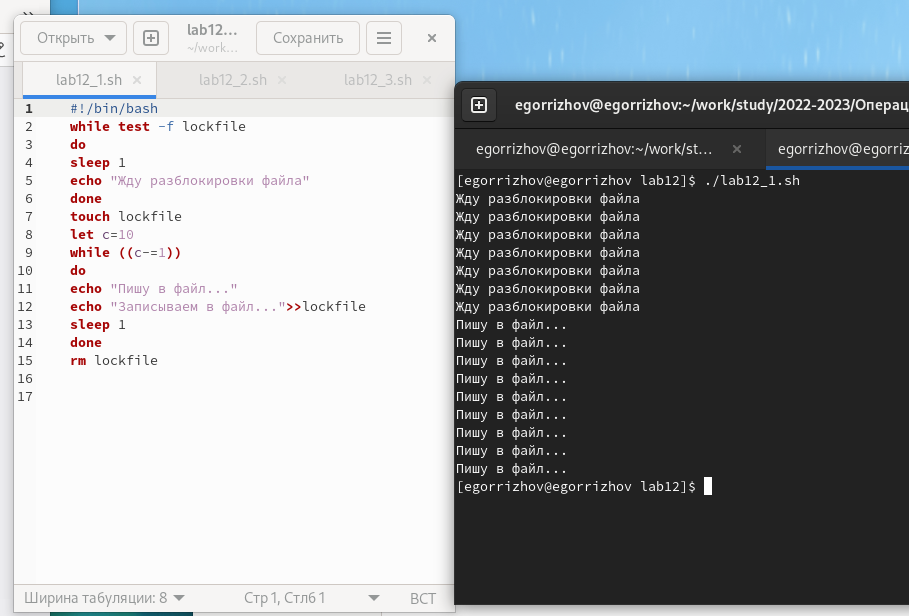 Открыть
lab12...
~/work...
Сохранить
lab12_1.sh
lab12_2.sh
lab12_3.sh
1 #!/bin/bash
2 while test -f lockfile
3 do
4 sleep 1
5 echo "Жду разблокировки файла"
6 done
7 touch lockfile
8 let c=10
9 while ((c-=1))
10 do
11 echo "Пишу в файл..."
12 echo "Записываем в файл...">>lockfile
13 sleep 1
14 done
15 rm lockfile
16
17
Ширина табуляции: 8
Стр 1, Стлб 1
ВСТ
egorrizhov@egorrizhov:~/work/study/2022-2023/Операц
egorrizhov@egorrizhov:~/work/st...
egorrizhov@egorriz
[egorrizhov@egorrizhov lab12]$ ./lab12_1.sh
Жду разблокировки файла
Жду разблокировки файла
Жду разблокировки файла
Жду разблокировки файла
Жду разблокировки файла
Жду разблокировки файла
Жду разблокировки файла
Пишу в файл...
Пишу в файл...
Пишу в файл...
Пишу в файл...
Пишу в файл...
Пишу в файл...
Пишу в файл...
Пишу в файл...
Пишу в файл...
[egorrizhov@egorrizhov lab12]$